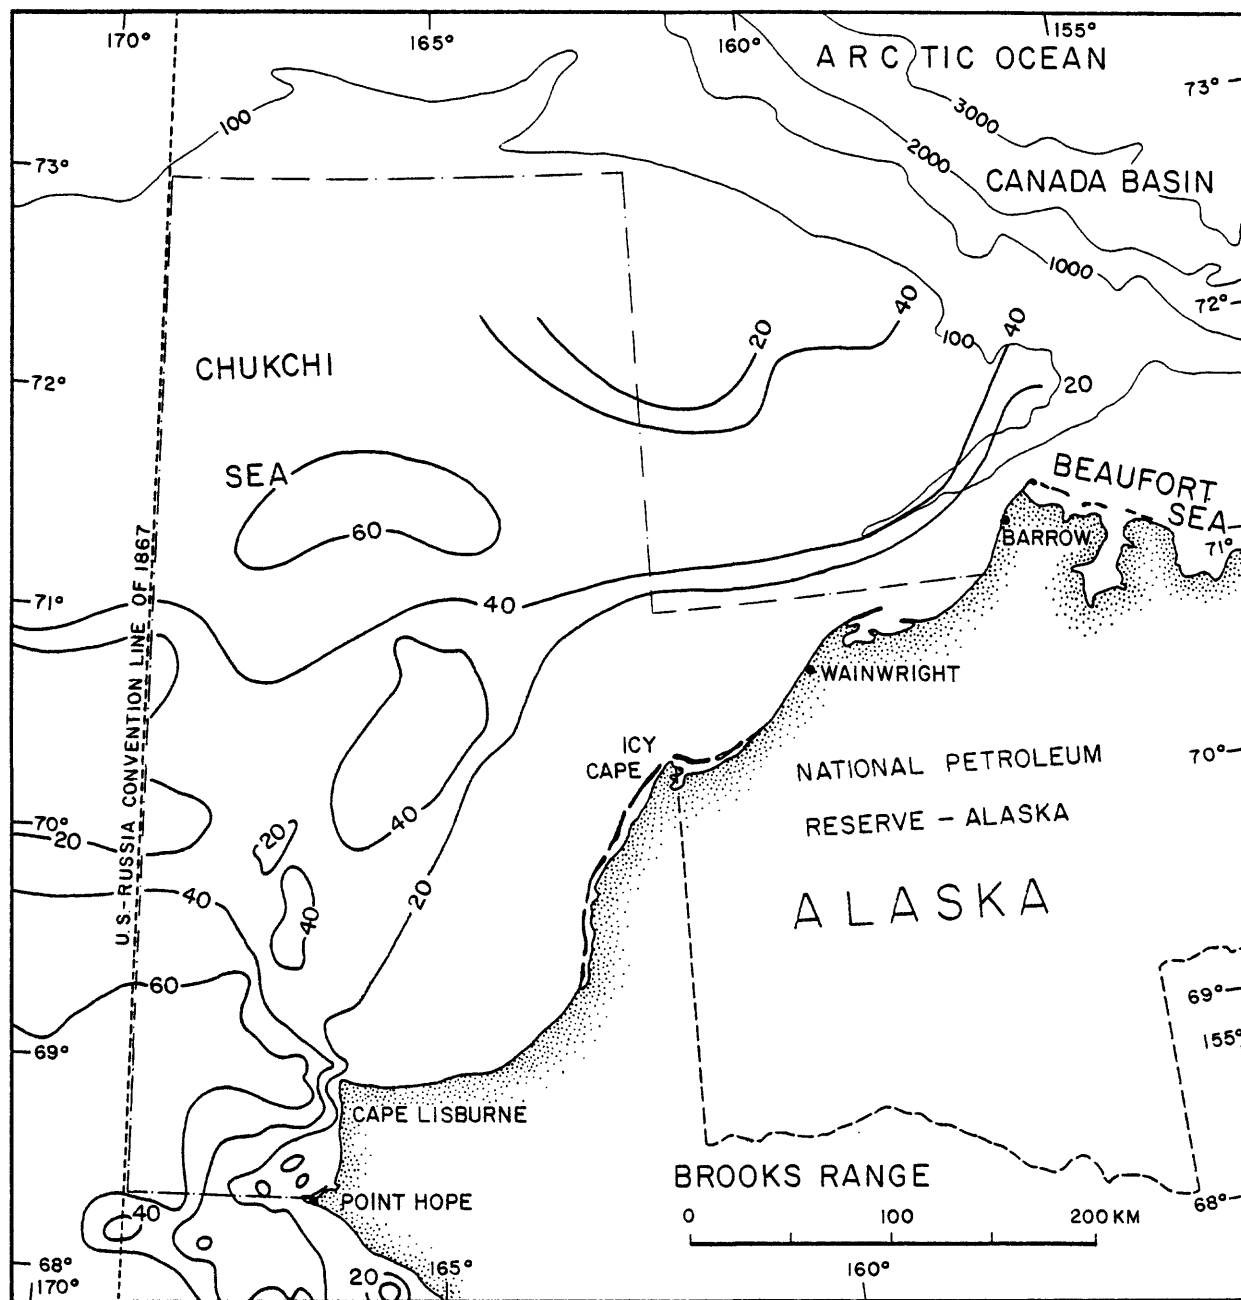 170°
165°
160°
155°
ARCTIC OCEAN
73°
100
3000
2000
73°
CANADA BASIN
1000
72°
40
40
20
100
CHUKCHI
72°
20
SEA
BEAUFORT
SEA
60
BARROW
71°
71°
40
U.S.-RUSSIA CONVENTION LINE OF 1867
WAINWRIGHT
ICY
CAPE
NATIONAL PETROLEUM
70°
RESERVE – ALASKA
70°
20
20
40
40
40
20
ALASKA
60
69°
69°
155°
CAPE LISBURNE
BROOKS RANGE
POINT HOPE
68°
40
0 100 200 KM
68°
20
165°
170°
160°